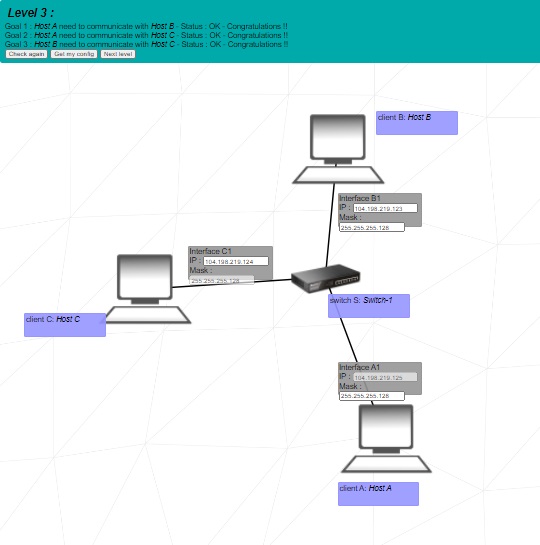 Level 3 :
Goal 1 : Host A need to communicate with Host B - Status : OK - Congratulations !!
Goal 2 : Host A need to communicate with Host C - Status : OK - Congratulations !!
Goal 3 : Host B need to communicate with Host C - Status : OK - Congratulations !!
Check again Get my config Next level
client B: Host B
Interface B1
IP : 104.198.219.123
Mask :
255.255.255.128
Interface C1
IP : 104.198.219.124
Mask :
255.255.255.128
switch S: Switch-1
client C: Host C
Interface A1
IP : 104.198.219.125
Mask :
255.255.255.128
client A: Host A